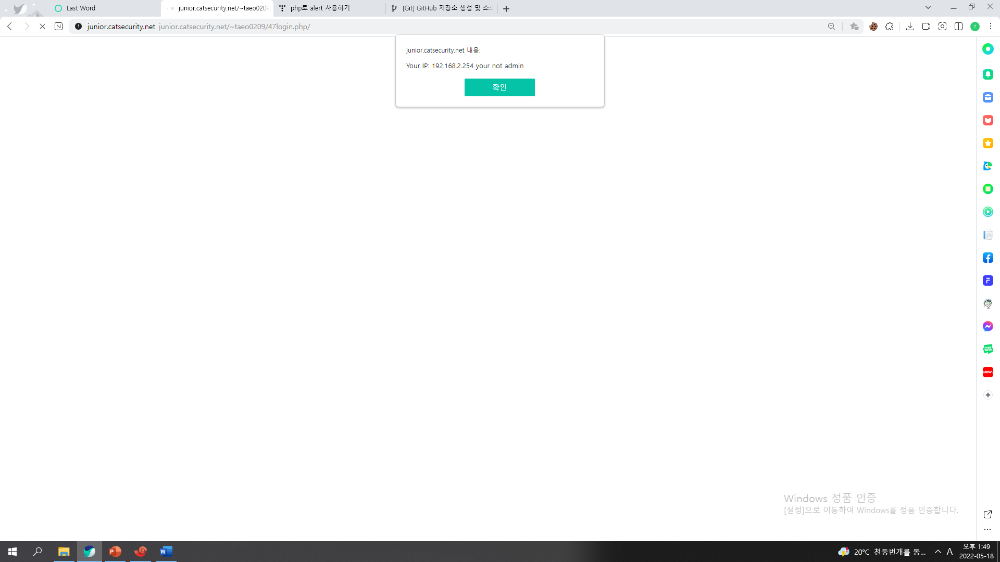 Last Word
junior.catsecurity.net/~taeo0209
php로 alert 사용하기
[Git] GitHub 저장소 생성 및 소
N
junior.catsecurity.net junior.catsecurity.net/~taeo0209/47login.php/
T
junior.catsecurity.net 내용:
Your IP: 192.168.2.254 your not admin
확인
WEB
TOON
NOW.
Windows 정품 인증
[설정]으로 이동하여 Windows를 정품 인증합니다.
20°C 천둥번개를 동...
A
오후 1:49
2022-05-18